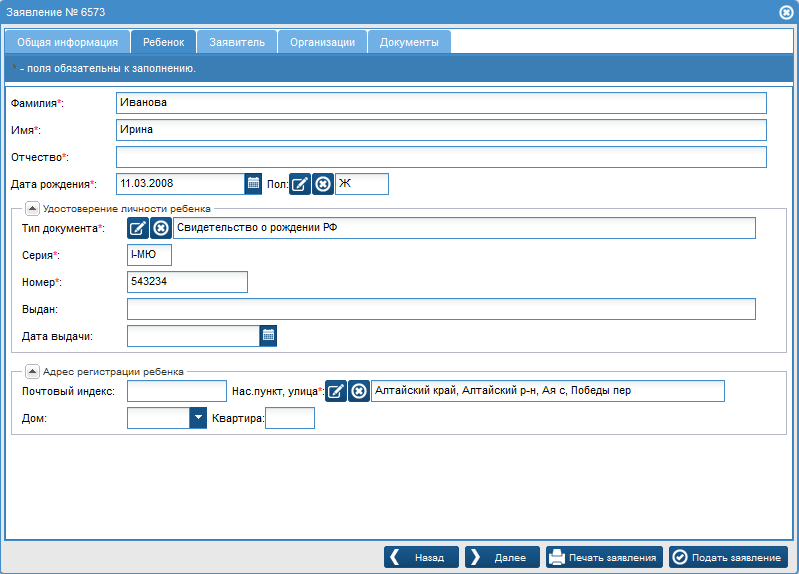 Заявление № 6573
Общая информация Ребенок Заявитель Организации Документы
* - поля обязательны к заполнению.
Фамилия*: Иванова
Имя*: Ирина
Отчество*:
Дата рождения*: 11.03.2008 Пол: Ж
Удостоверение личности ребенка
Тип документа*: Свидетельство о рождении РФ
Серия*: I-МЮ
Номер*: 543234
Выдан:
Дата выдачи:
Адрес регистрации ребенка
Почтовый индекс: Нас.пункт, улица*: Алтайский край, Алтайский р-н, Ая с, Победы пер
Дом: Квартира:
Назад Далее Печать заявления Подать заявление